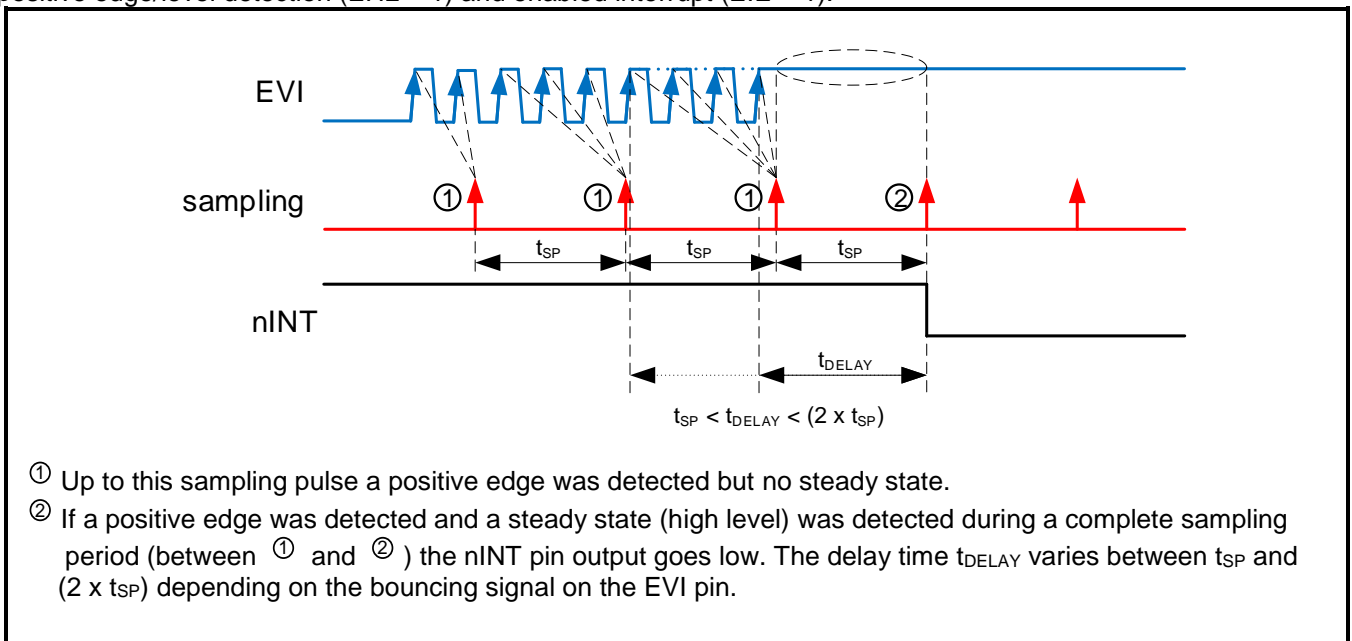 EVI
sampling
① ① ① ②
tSP tSP tSP
nINT
tDELAY
tSP < tDELAY < (2 x tSP)
① Up to this sampling pulse a positive edge was detected but no steady state.
② If a positive edge was detected and a steady state (high level) was detected during a complete sampling
period (between ① and ② ) the nINT pin output goes low. The delay time tDELAY varies between tSP and
(2 x tSP) depending on the bouncing signal on the EVI pin.